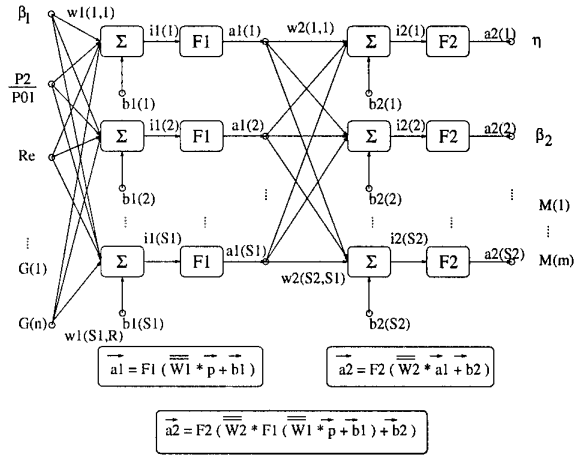 β1 w1(1,1) i1(1) a1(1) w2(1,1) i2(1) a2(1)
Σ F1 Σ F2 η
P2
P01
b1(1) b2(1)
i1(2) a1(2) i2(2) a2(2)
Re Σ F1 Σ F2 β2
b1(2) b2(2)
M(1)
i1(S1) a1(S1) i2(S2) a2(S2)
G(1) Σ F1 Σ F2 M(m)
w2(S2,S1)
G(n) b1(S1) b2(S2)
w1(S1,R)
a1 = F1 ( W1 * p + b1 )
a2 = F2 ( W2 * a1 + b2 )
a2 = F2 ( W2 * F1 ( W1 * p + b1 ) + b2 )